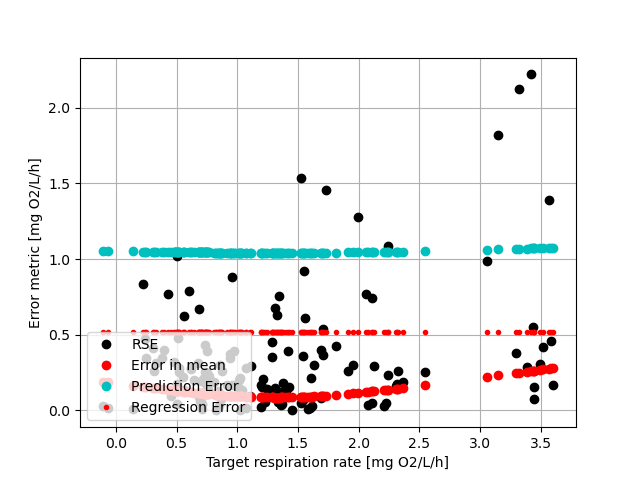 2.0
1.5
1.0
0.5
0.0
Error metric [mg O2/L/h]
RSE
Error in mean
Prediction Error
Regression Error
0.0 0.5 1.0 1.5 2.0 2.5 3.0 3.5
Target respiration rate [mg O2/L/h]